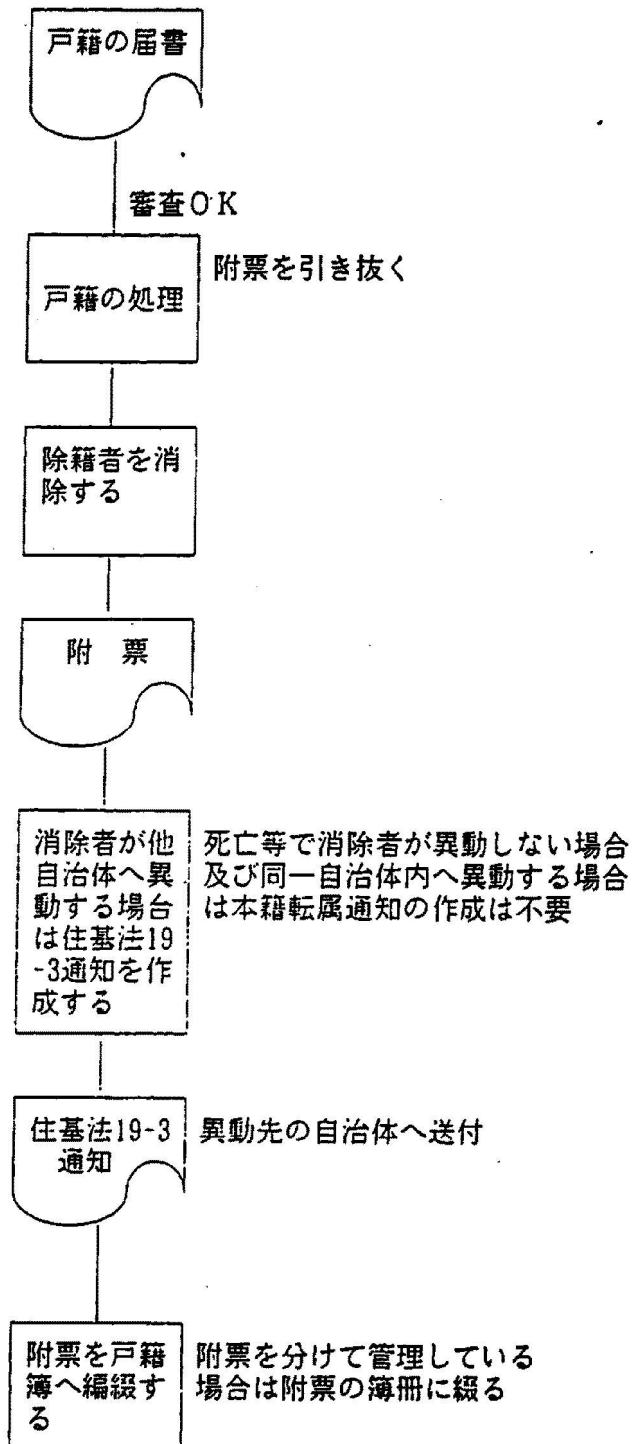 戸籍の届書
審査OK
戸籍の処理
附票を引き抜く
除籍者を消
除する
附 票
消除者が他
自治体へ異
動する場合
は住基法19
-3通知を作
成する
死亡等で消除者が異動しない場合
及び同一自治体内へ異動する場合
は本籍転属通知の作成は不要
住基法19-3
通知
異動先の自治体へ送付
附票を戸籍
簿へ編綴す
る
附票を分けて管理している
場合は附票の簿冊に綴る